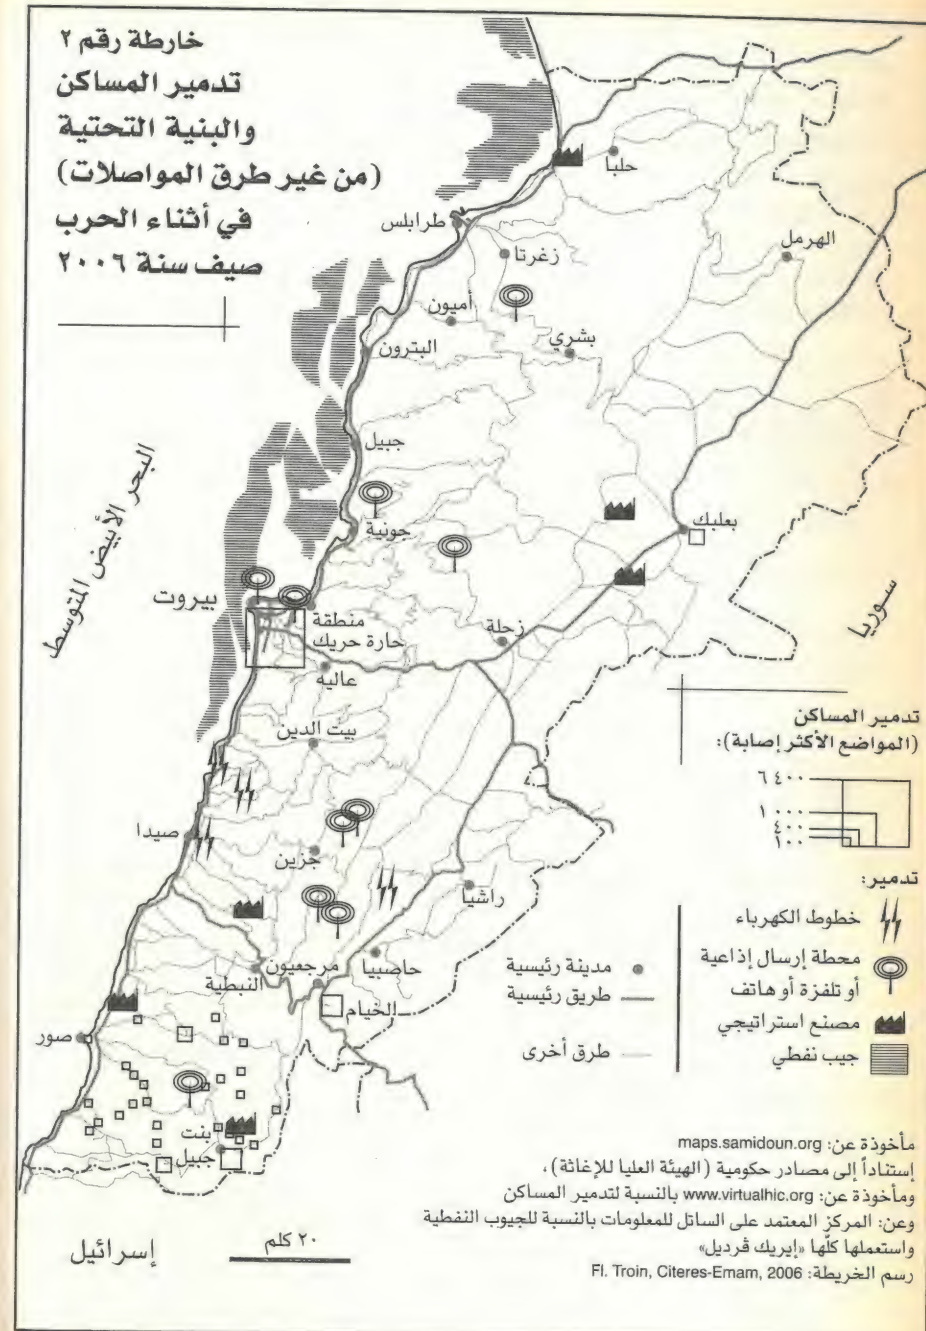 خارطة رقم ٢
تدمير المساكن
والبنية التحتية
(من غير طرق المواصلات)
في أثناء الحرب
صيف سنة ٢٠٠٦
حلبا
طرابلس
زغرتا
الهرمل
أميون
بشري
البترون
جبيل
البحر الأبيض المتوسط
جونية
بعلبك
بيروت
منطقة
حارة حريك
زحلة
سوريا
عاليه
بيت الدين
صيدا
جزين
راشيا
حاصبيا
مرجعيون
النبطية
الخيام
صور
بنت
جبيل
إسرائيل
٢٠ كلم
تدمير المساكن
(المواضع الأكثر إصابة):
٦٤٠٠
١٠٠٠
٤٠٠
١٠٠
تدمير:
خطوط الكهرباء
محطة إرسال إذاعية
أو تلفزة أو هاتف
مصنع استراتيجي
جيب نفطي
مدينة رئيسية
طريق رئيسية
طرق أخرى
مأخوذة عن: maps.samidoun.org
إستناداً إلى مصادر حكومية (الهيئة العليا للإغاثة)،
ومأخوذة عن: www.virtualhic.org بالنسبة لتدمير المساكن
وعن: المركز المعتمد على الساتل للمعلومات بالنسبة للجيوب النفطية
واستعملها كلّها «إيريك ڤرديل»
رسم الخريطة: Fl. Troin, Citeres-Emam, 2006